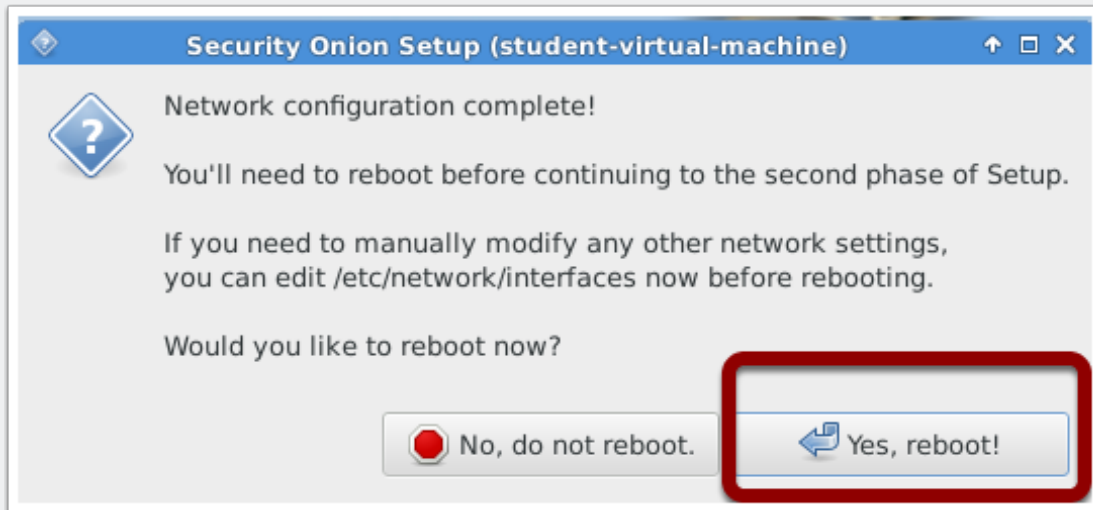 Security Onion Setup (student-virtual-machine)
Network configuration complete!
You'll need to reboot before continuing to the second phase of Setup.
If you need to manually modify any other network settings,
you can edit /etc/network/interfaces now before rebooting.
Would you like to reboot now?
No, do not reboot.
Yes, reboot!